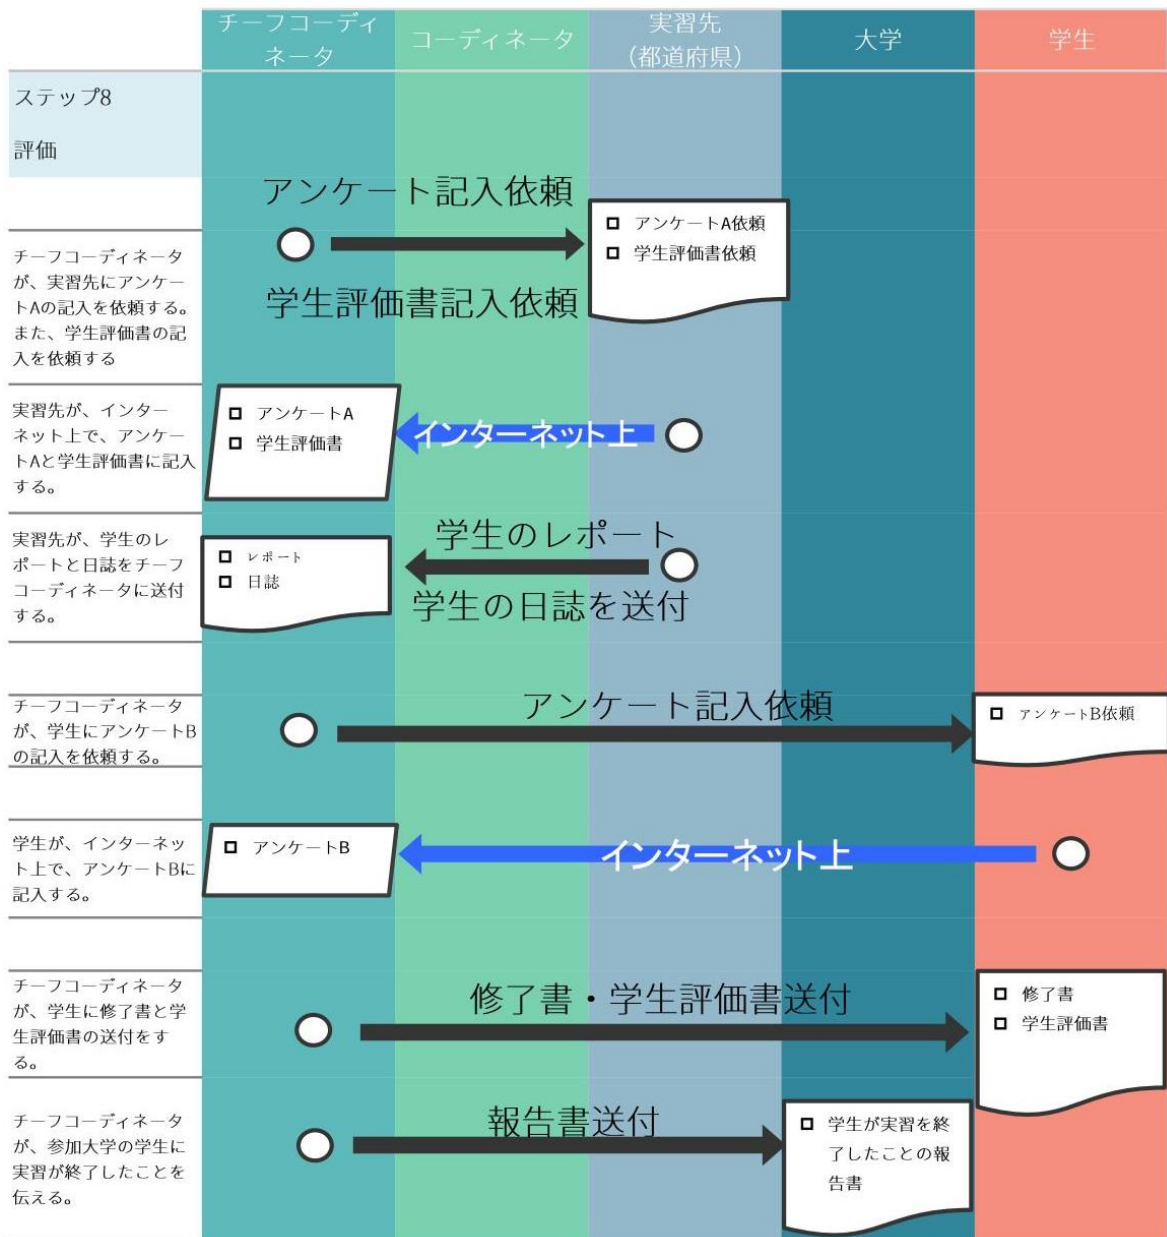 チーフコーディ
ネータ
コーディネータ
実習先
（都道府県）
大学
学生
ステップ8
評価
アンケート記入依頼
学生評価書記入依頼
アンケートA依頼
学生評価書依頼
チーフコーディネータ
が、実習先にアンケー
トAの記入を依頼する。
また、学生評価書の記
入を依頼する
実習先が、インター
ネット上で、アンケー
トAと学生評価書に記入
する。
アンケートA
学生評価書
インターネット上
実習先が、学生のレ
ポートと日誌をチーフ
コーディネータに送付
する。
レポート
日誌
学生のレポート
学生の日誌を送付
チーフコーディネータ
が、学生にアンケートB
の記入を依頼する。
アンケート記入依頼
アンケートB依頼
学生が、インターネッ
ト上で、アンケートBに
記入する。
アンケートB
インターネット上
チーフコーディネータ
が、学生に修了書と学
生評価書の送付をす
る。
修了書・学生評価書送付
修了書
学生評価書
チーフコーディネータ
が、参加大学の学生に
実習が終了したことを
伝える。
報告書送付
学生が実習を終
了したことの報
告書